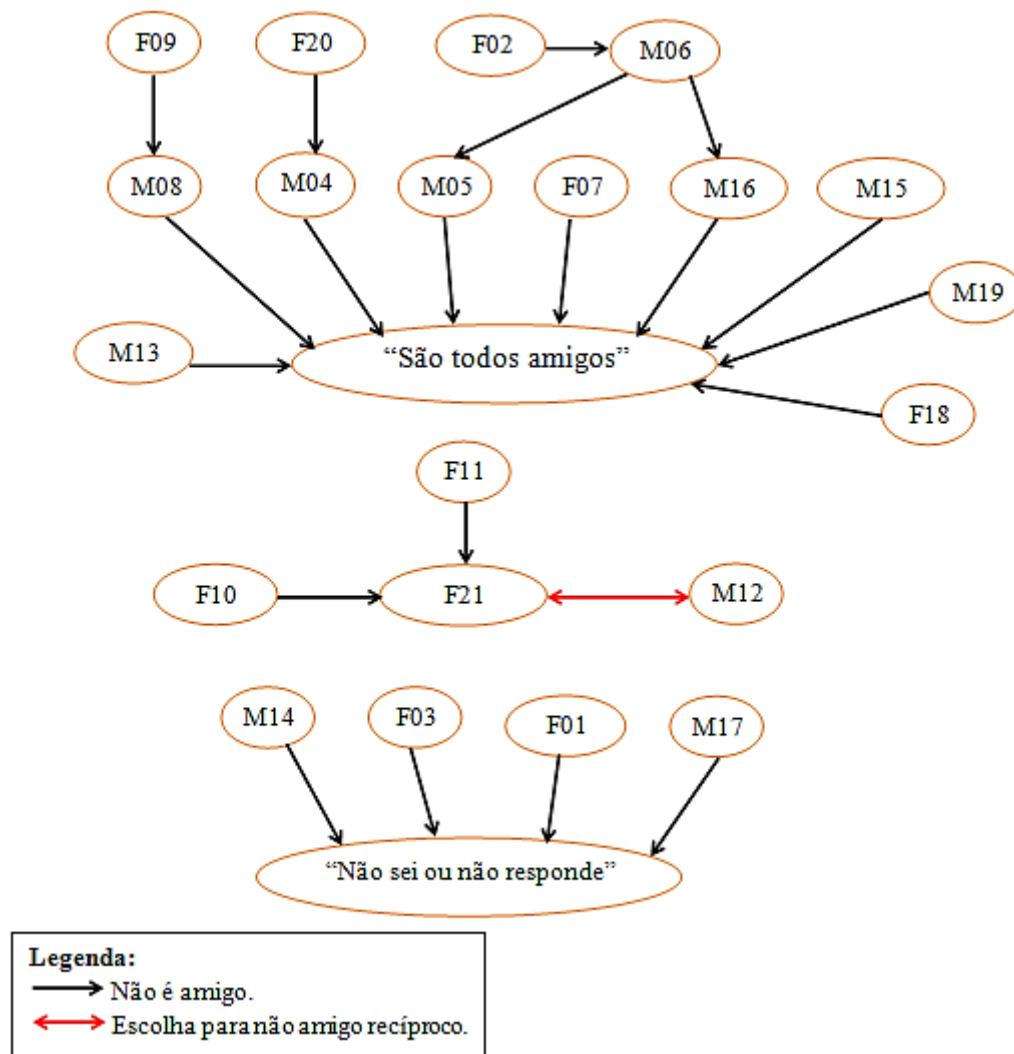 F09
F20
F02
M06
M08
M04
M05
F07
M16
M15
M19
M13
“São todos amigos”
F18
F11
F10
F21
M12
M14
F03
F01
M17
“Não sei ou não responde”
Legenda:
Não é amigo.
Escolha para não amigo recíproco.